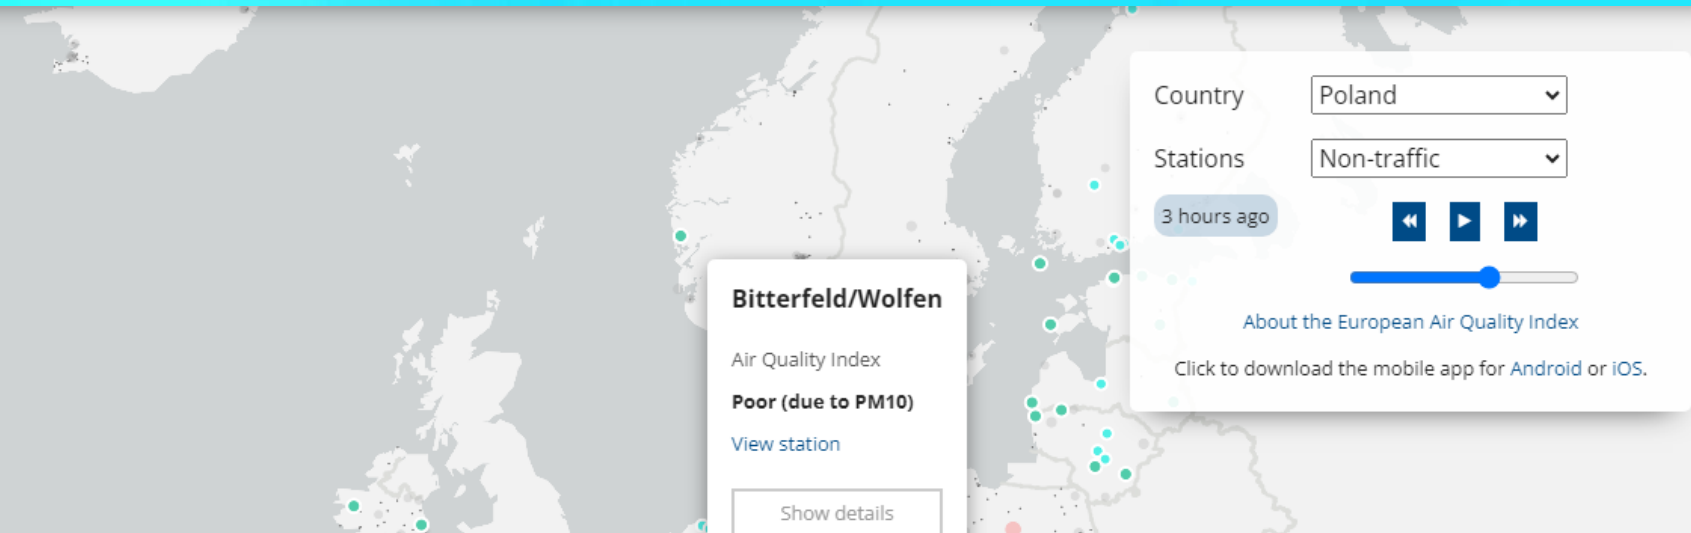 Country
Poland
Stations
Non-traffic
3 hours ago
About the European Air Quality Index
Click to download the mobile app for Android or iOS.
Bitterfeld/Wolfen
Air Quality Index
Poor (due to PM10)
View station
Show details